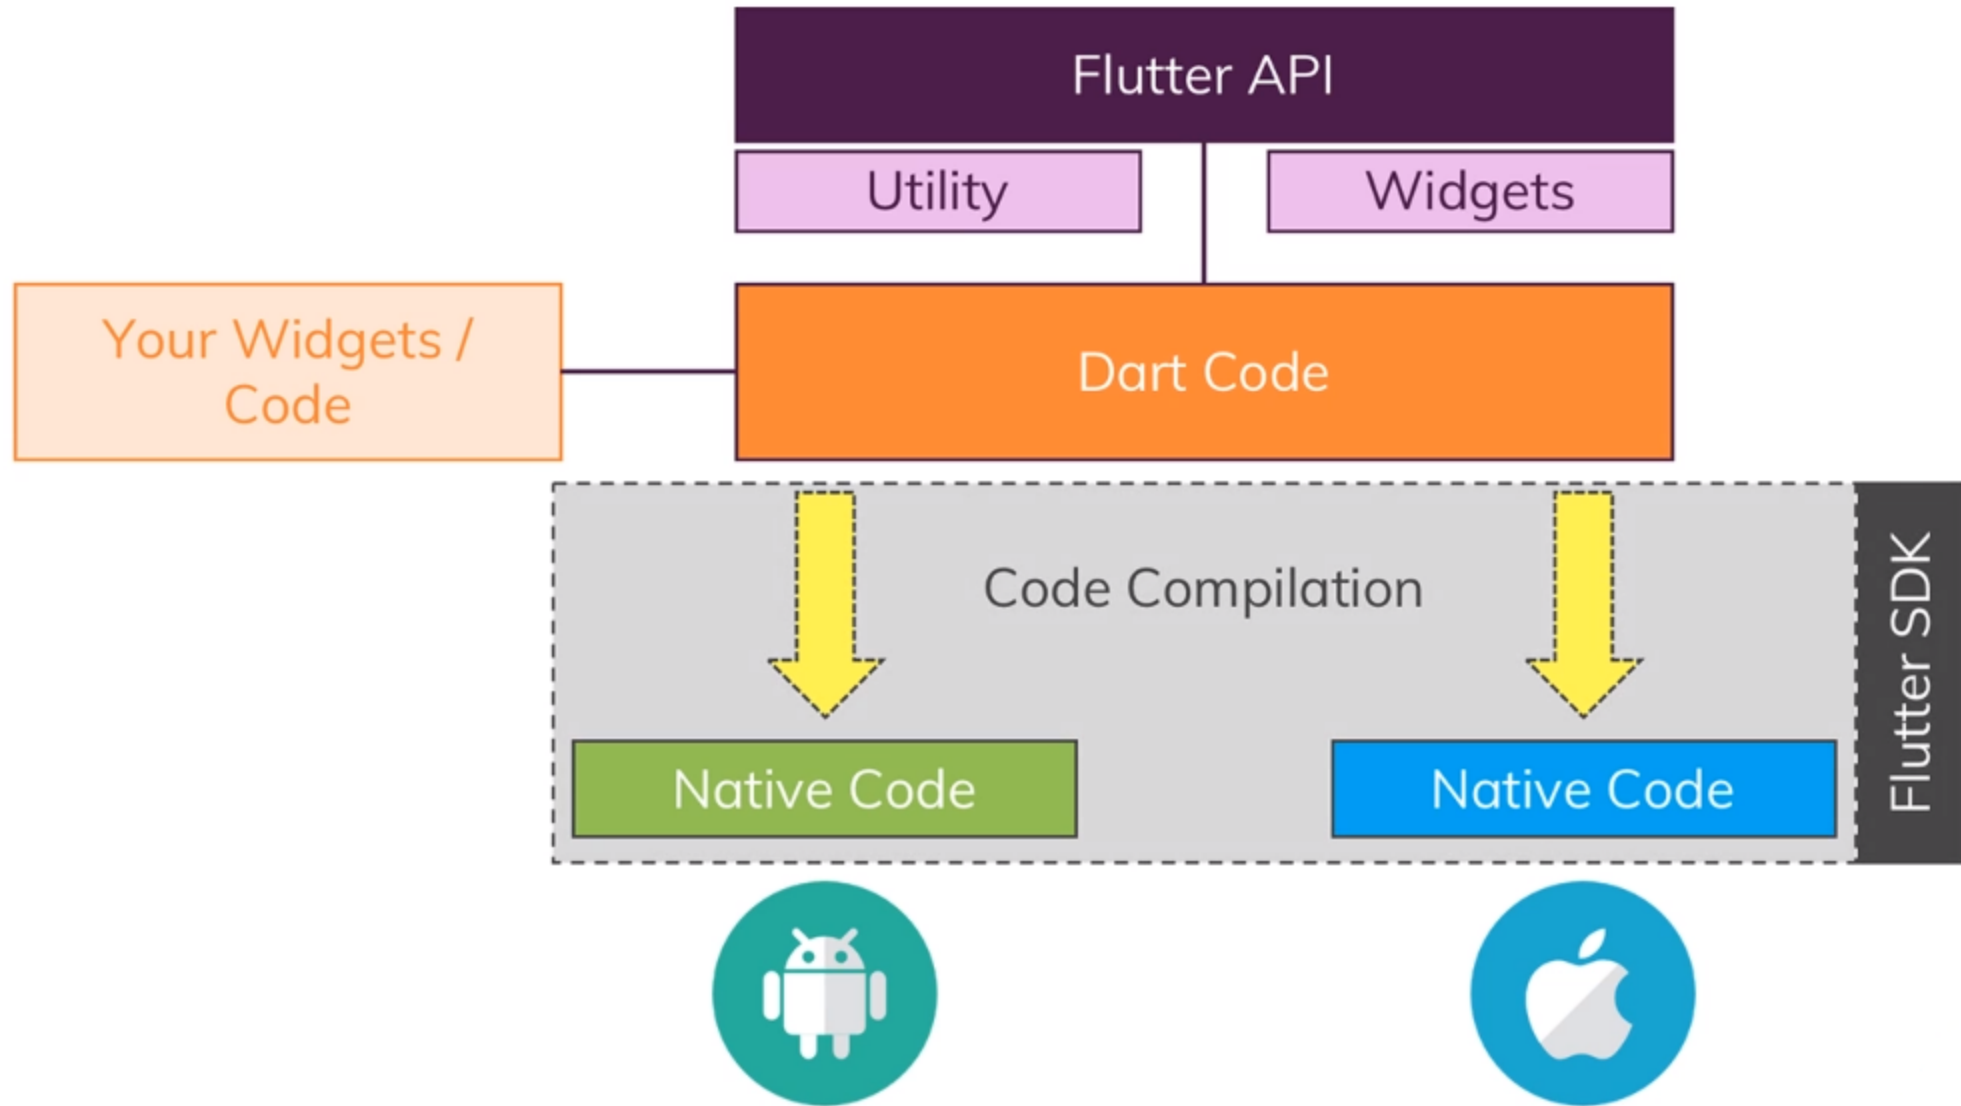 Flutter API
Utility
Widgets
Your Widgets /
Code
Dart Code
Code Compilation
Flutter SDK
Native Code
Native Code